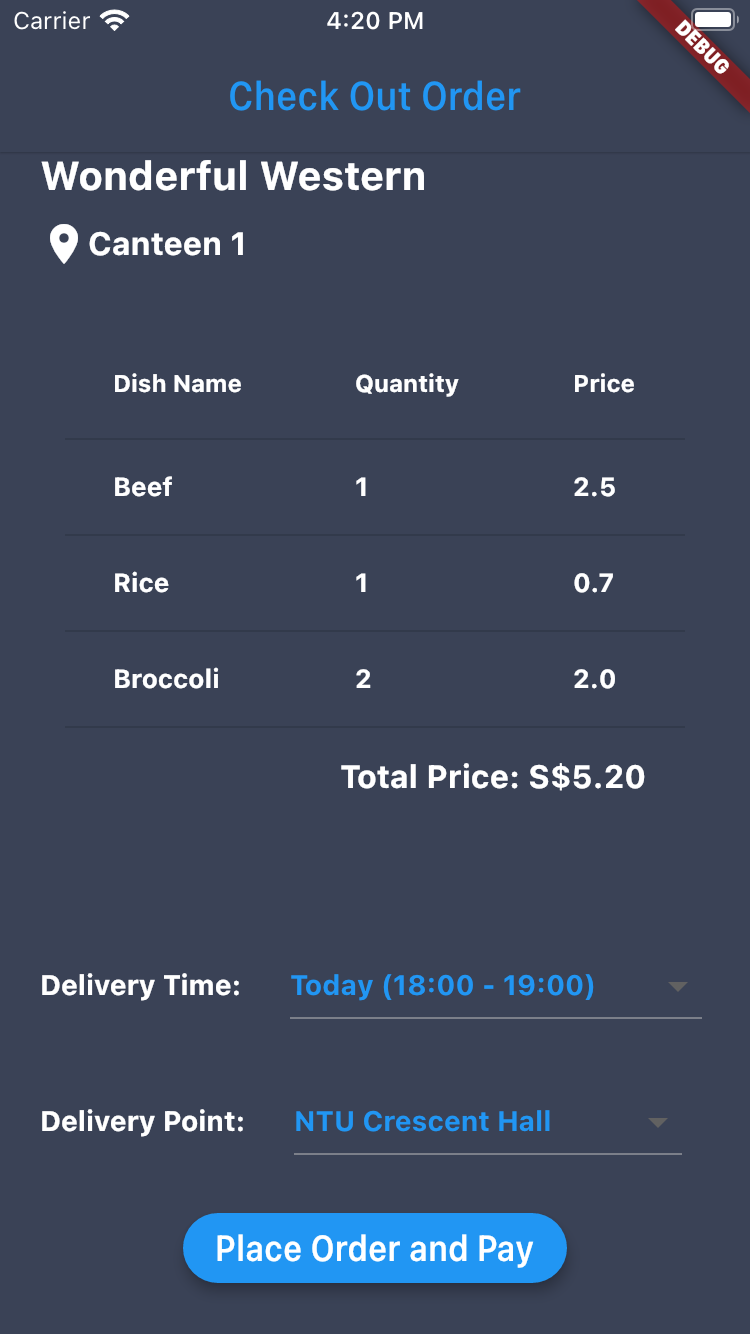 Carrier 4:20 PM
DEBUG
Check Out Order
Wonderful Western
Canteen 1
Dish Name Quantity Price
Beef 1 2.5
Rice 1 0.7
Broccoli 2 2.0
Total Price: S$5.20
Delivery Time: Today (18:00 - 19:00)
Delivery Point: NTU Crescent Hall
Place Order and Pay